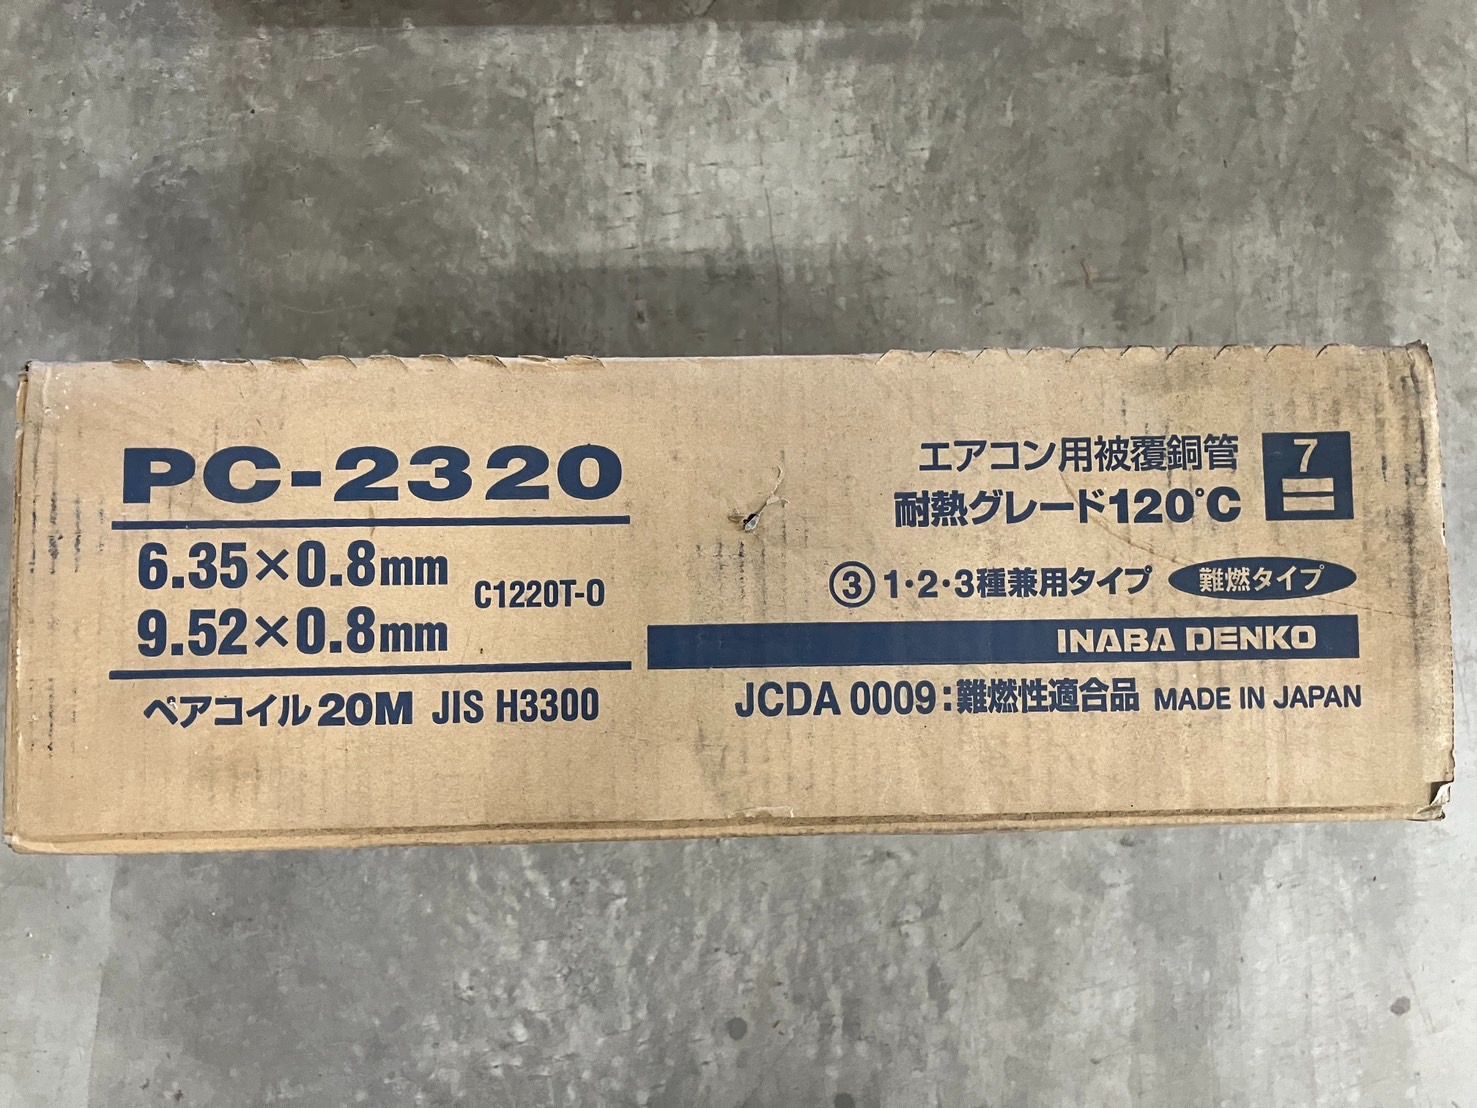 PC-2320
6.35×0.8mm
9.52×0.8mm
C1220T-O
ペアコイル20M JIS H3300
エアコン用被覆銅管
耐熱グレード120℃
7
③1・2・3種兼用タイプ 難燃タイプ
INABA DENKO
JCDA 0009:難燃性適合品 MADE IN JAPAN